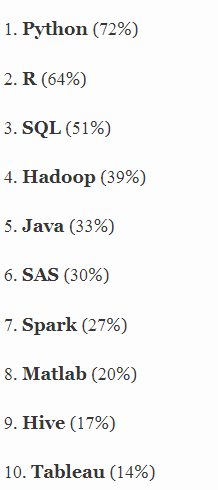 1. Python (72%)
2. R (64%)
3. SQL (51%)
4. Hadoop (39%)
5. Java (33%)
6. SAS (30%)
7. Spark (27%)
8. Matlab (20%)
9. Hive (17%)
10. Tableau (14%)